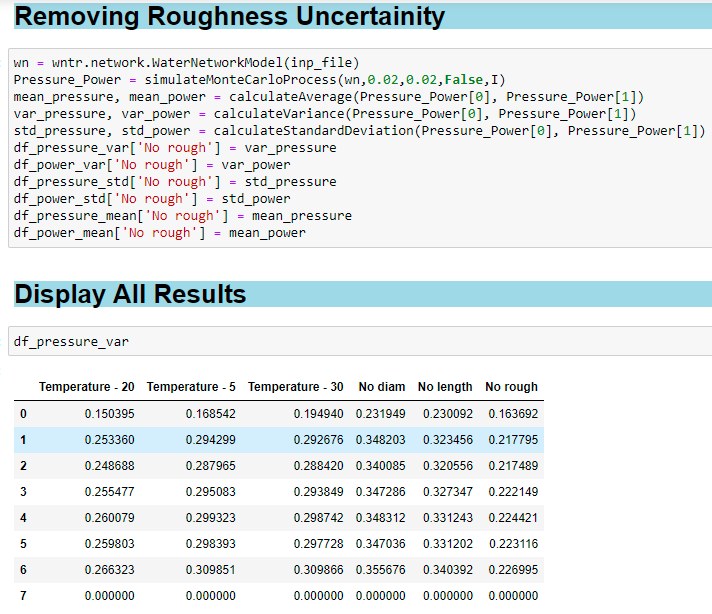 Removing Roughness Uncertainity
wn = wntr.network.WaterNetworkModel(inp_file)
Pressure_Power = simulateMonteCarloProcess(wn,0.02,0.02,False,I)
mean_pressure, mean_power = calculateAverage(Pressure_Power[0], Pressure_Power[1])
var_pressure, var_power = calculateVariance(Pressure_Power[0], Pressure_Power[1])
std_pressure, std_power = calculateStandardDeviation(Pressure_Power[0], Pressure_Power[1])
df_pressure_var['No rough'] = var_pressure
df_power_var['No rough'] = var_power
df_pressure_std['No rough'] = std_pressure
df_power_std['No rough'] = std_power
df_pressure_mean['No rough'] = mean_pressure
df_power_mean['No rough'] = mean_power
Display All Results
df_pressure_var
Temperature - 20 Temperature - 5 Temperature - 30 No diam No length No rough
0 0.150395 0.168542 0.194940 0.231949 0.230092 0.163692
1 0.253360 0.294299 0.292676 0.348203 0.323456 0.217795
2 0.248688 0.287965 0.288420 0.340085 0.320556 0.217489
3 0.255477 0.295083 0.293849 0.347286 0.327347 0.222149
4 0.260079 0.299323 0.298742 0.348312 0.331243 0.224421
5 0.259803 0.298393 0.297728 0.347036 0.331202 0.223116
6 0.266323 0.309851 0.309866 0.355676 0.340392 0.226995
7 0.000000 0.000000 0.000000 0.000000 0.000000 0.000000